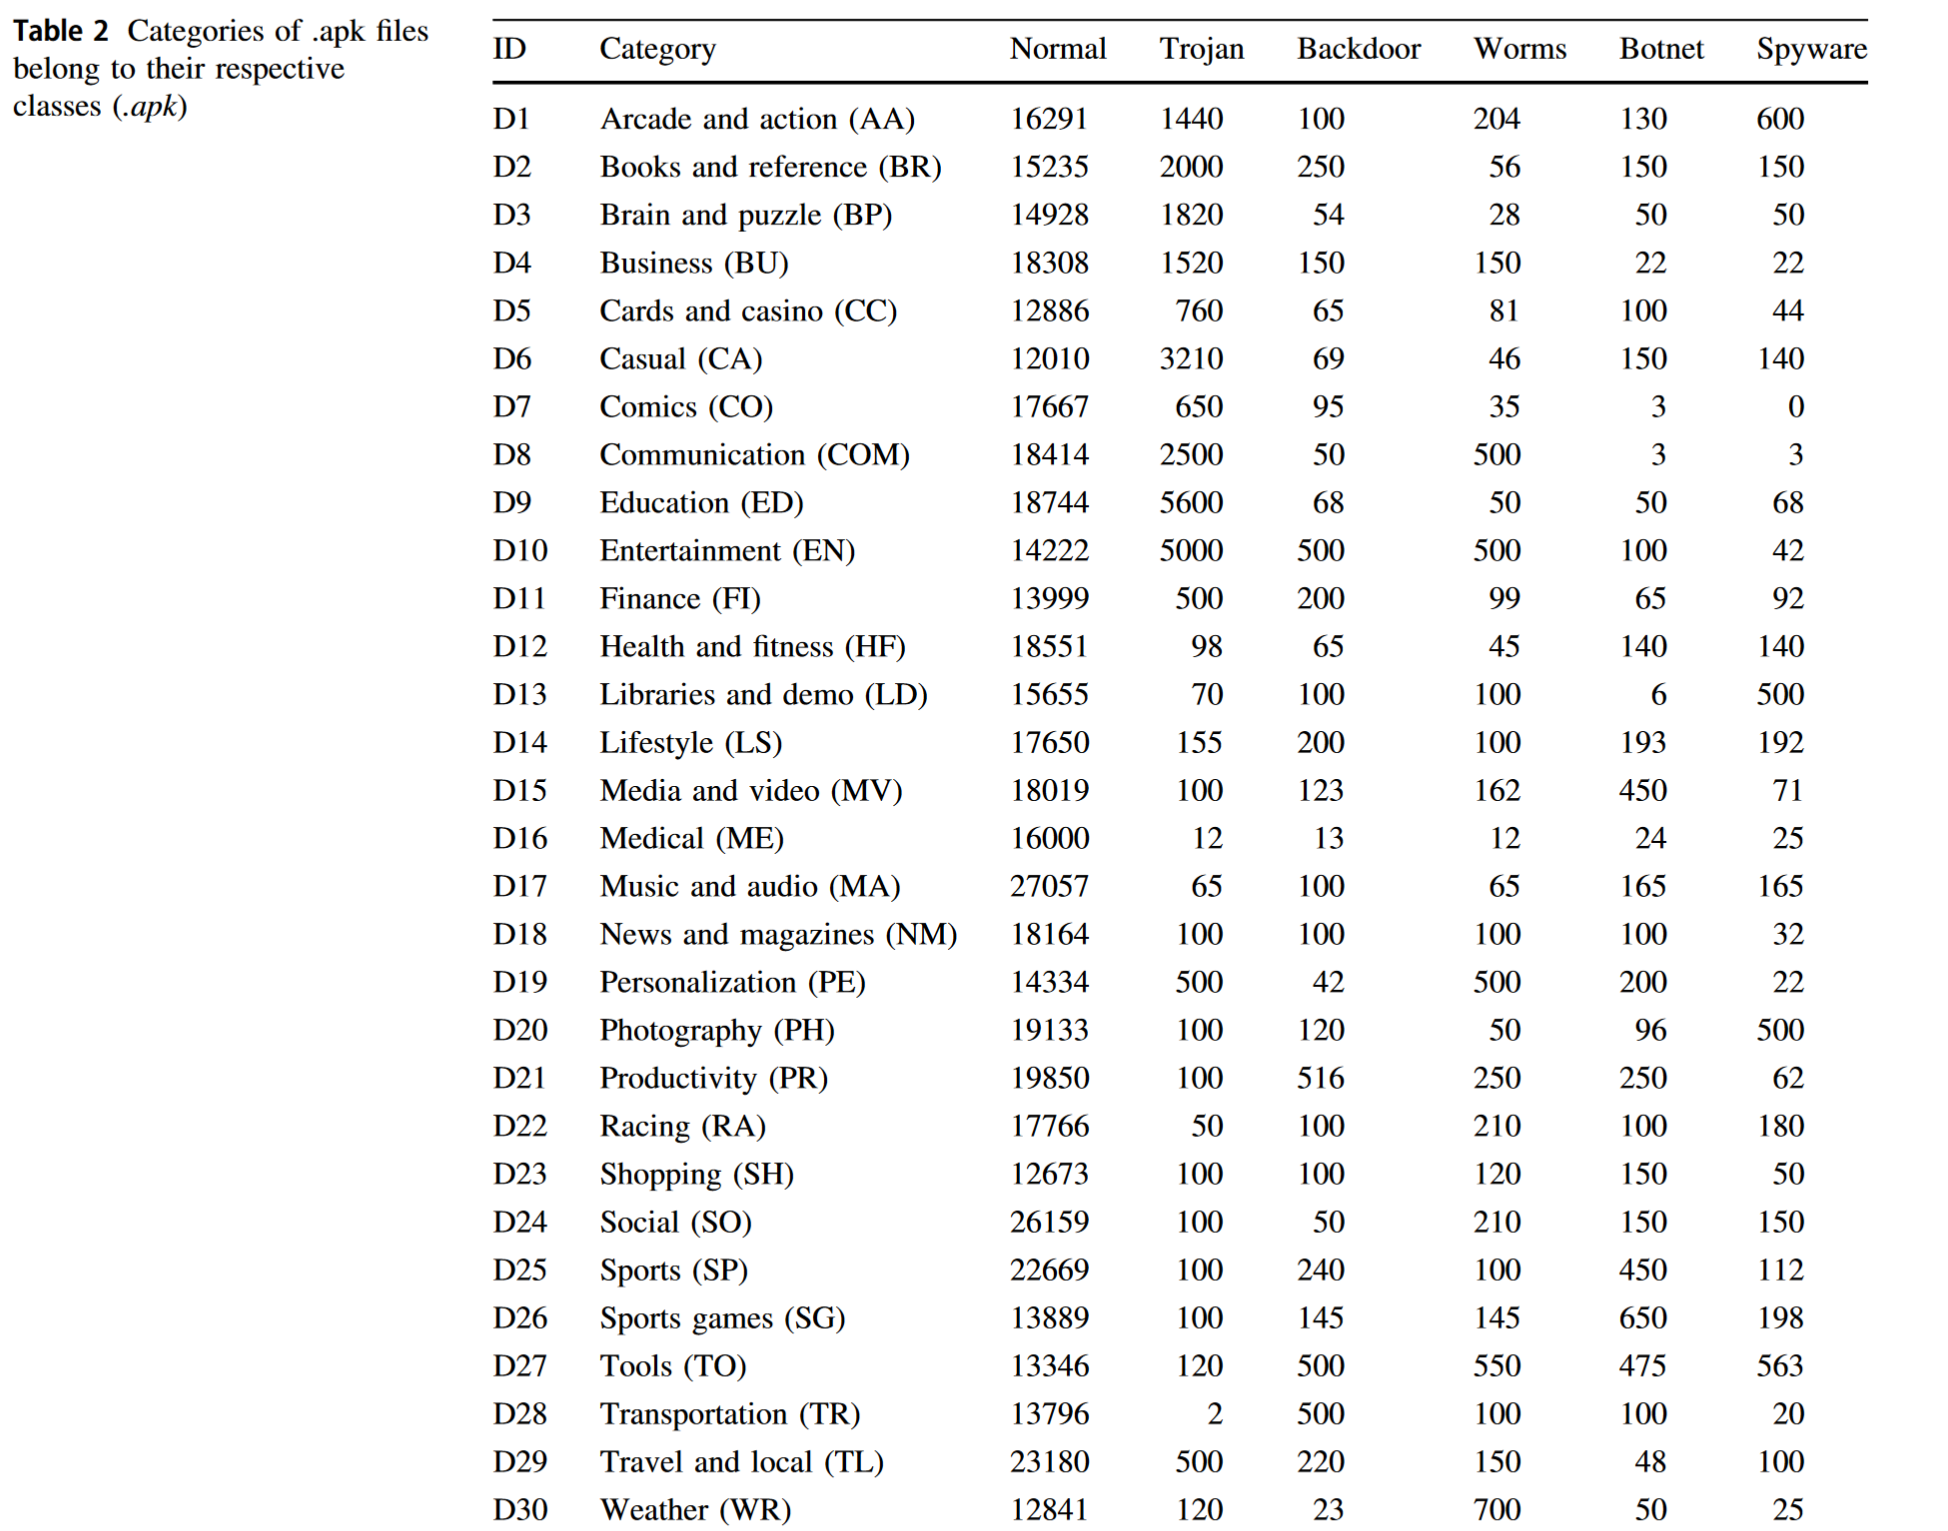 Table 2 Categories of .apk files
belong to their respective
classes (.apk)
ID Category Normal Trojan Backdoor Worms Botnet Spyware
D1 Arcade and action (AA) 16291 1440 100 204 130 600
D2 Books and reference (BR) 15235 2000 250 56 150 150
D3 Brain and puzzle (BP) 14928 1820 54 28 50 50
D4 Business (BU) 18308 1520 150 150 22 22
D5 Cards and casino (CC) 12886 760 65 81 100 44
D6 Casual (CA) 12010 3210 69 46 150 140
D7 Comics (CO) 17667 650 95 35 3 0
D8 Communication (COM) 18414 2500 50 500 3 3
D9 Education (ED) 18744 5600 68 50 50 68
D10 Entertainment (EN) 14222 5000 500 500 100 42
D11 Finance (FI) 13999 500 200 99 65 92
D12 Health and fitness (HF) 18551 98 65 45 140 140
D13 Libraries and demo (LD) 15655 70 100 100 6 500
D14 Lifestyle (LS) 17650 155 200 100 193 192
D15 Media and video (MV) 18019 100 123 162 450 71
D16 Medical (ME) 16000 12 13 12 24 25
D17 Music and audio (MA) 27057 65 100 65 165 165
D18 News and magazines (NM) 18164 100 100 100 100 32
D19 Personalization (PE) 14334 500 42 500 200 22
D20 Photography (PH) 19133 100 120 50 96 500
D21 Productivity (PR) 19850 100 516 250 250 62
D22 Racing (RA) 17766 50 100 210 100 180
D23 Shopping (SH) 12673 100 100 120 150 50
D24 Social (SO) 26159 100 50 210 150 150
D25 Sports (SP) 22669 100 240 100 450 112
D26 Sports games (SG) 13889 100 145 145 650 198
D27 Tools (TO) 13346 120 500 550 475 563
D28 Transportation (TR) 13796 2 500 100 100 20
D29 Travel and local (TL) 23180 500 220 150 48 100
D30 Weather (WR) 12841 120 23 700 50 25